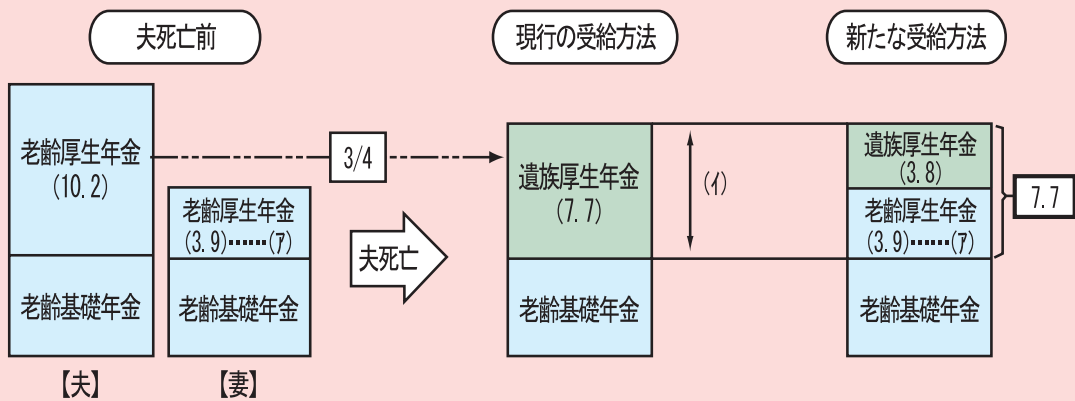 夫死亡前
現行の受給方法
新たな受給方法
老齢厚生年金
(10.2)
3/4
老齢厚生年金
(3.9)……(ア)
老齢基礎年金
老齢基礎年金
【夫】
【妻】
夫死亡
遺族厚生年金
(7.7)
(イ)
老齢基礎年金
遺族厚生年金
(3.8)
老齢厚生年金
(3.9)……(ア)
7.7
老齢基礎年金